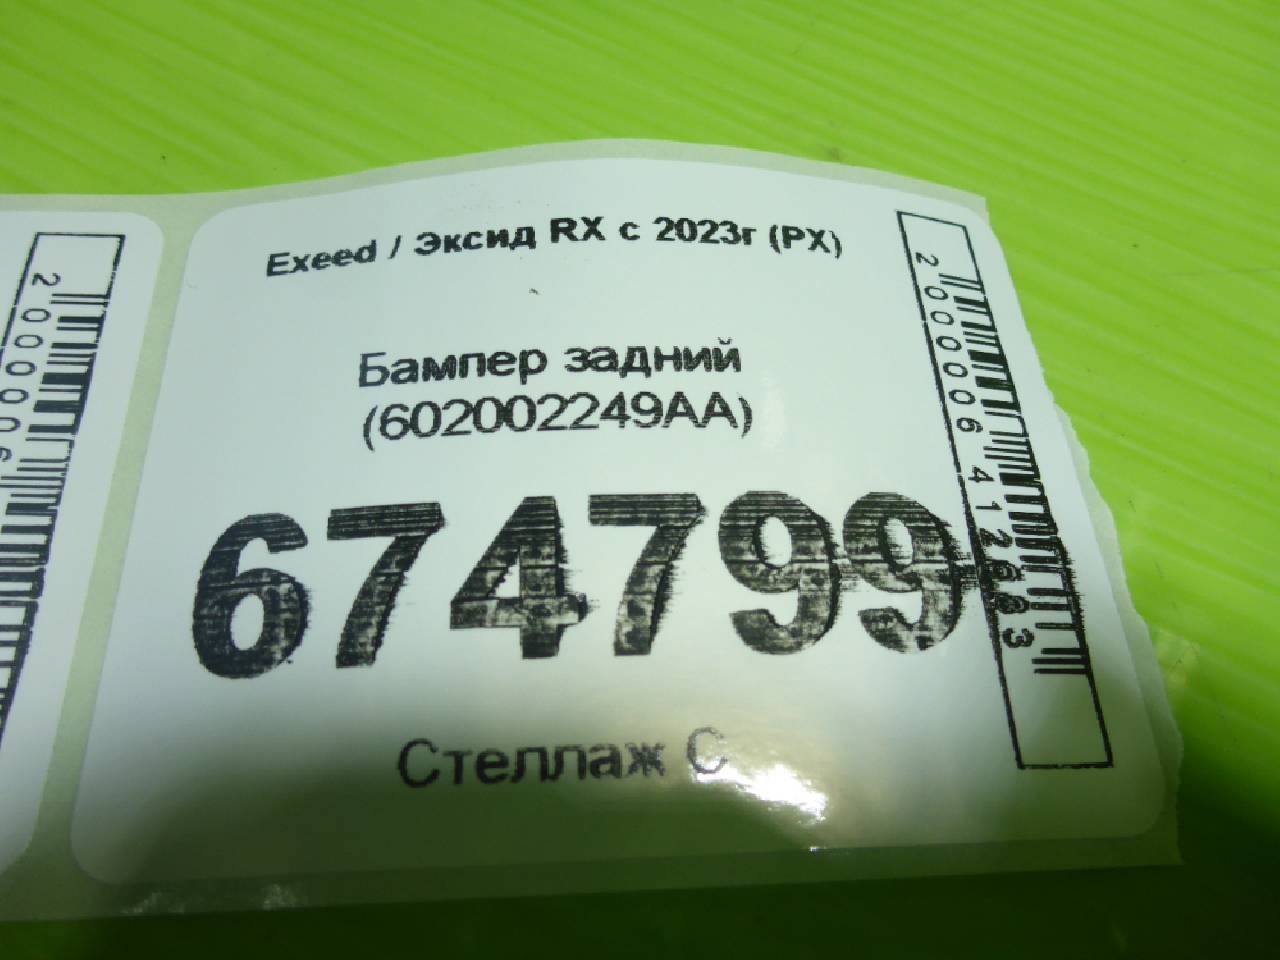 Exeed / Эксид RX с 2023г (РХ)
Бампер задний
(602002249AA)
674799
Стеллаж С